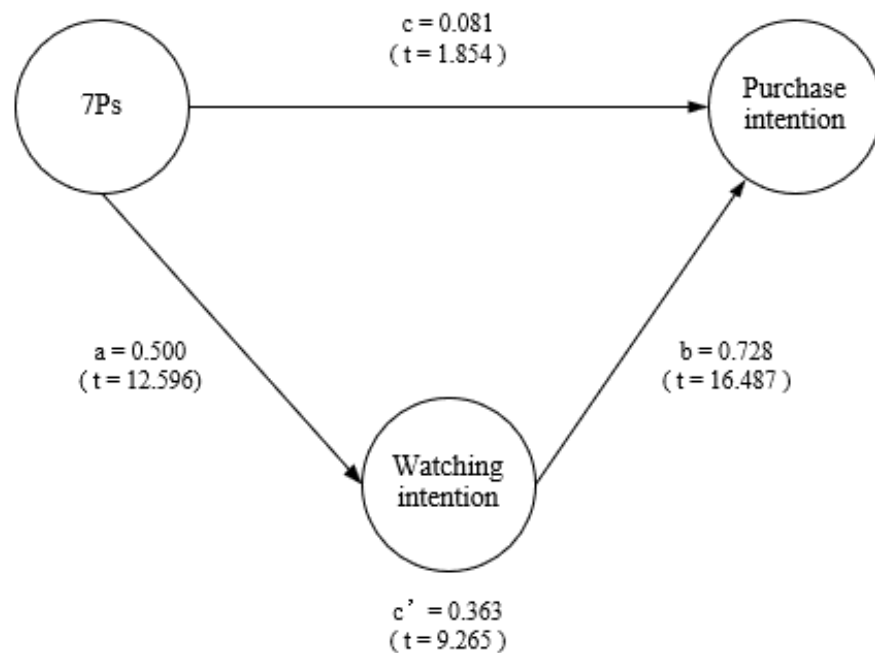 c = 0.081
( t = 1.854 )
7Ps
Purchase
intention
a = 0.500
( t = 12.596)
b = 0.728
( t = 16.487 )
Watching
intention
c’ = 0.363
( t = 9.265 )